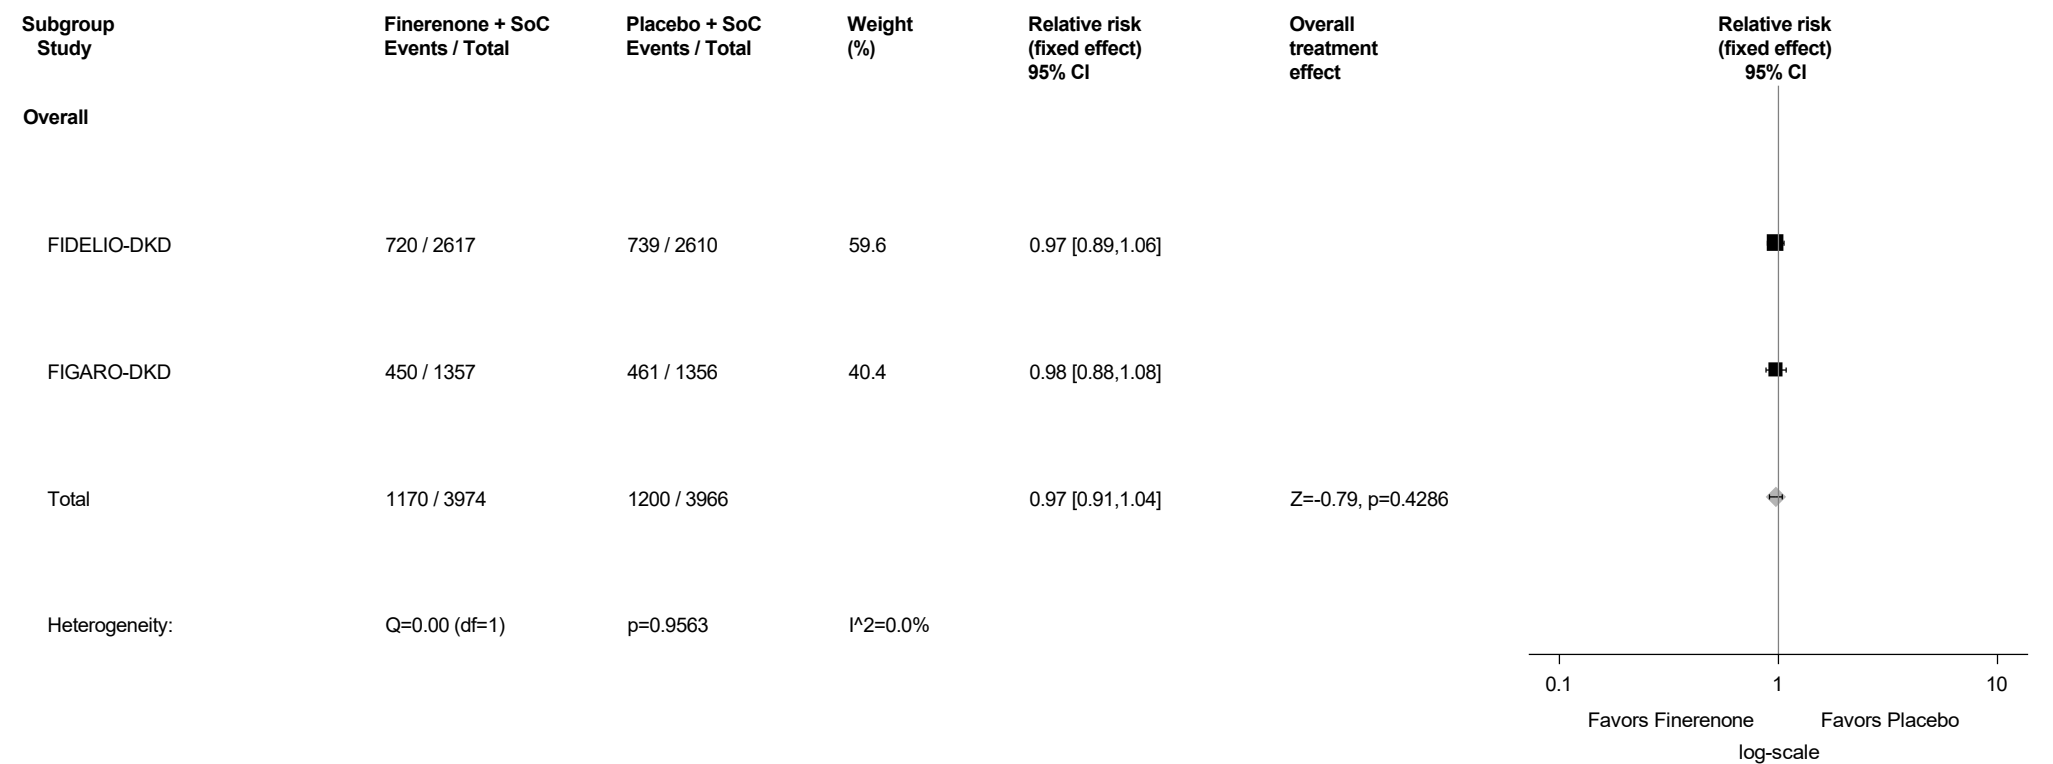 Subgroup Finerenone + SoC Placebo + SoC Weight Relative risk Overall Relative risk
Study Events / Total Events / Total (%) (fixed effect) treatment (fixed effect)
95% CI effect 95% CI
Overall
FIDELIO-DKD 720 / 2617 739 / 2610 59.6 0.97 [0.89,1.06]
FIGARO-DKD 450 / 1357 461 / 1356 40.4 0.98 [0.88,1.08]
Total 1170 / 3974 1200 / 3966 0.97 [0.91,1.04] Z=-0.79, p=0.4286
Heterogeneity: Q=0.00 (df=1) p=0.9563 I^2=0.0%
0.1 1 10
Favors Finerenone Favors Placebo
log-scale